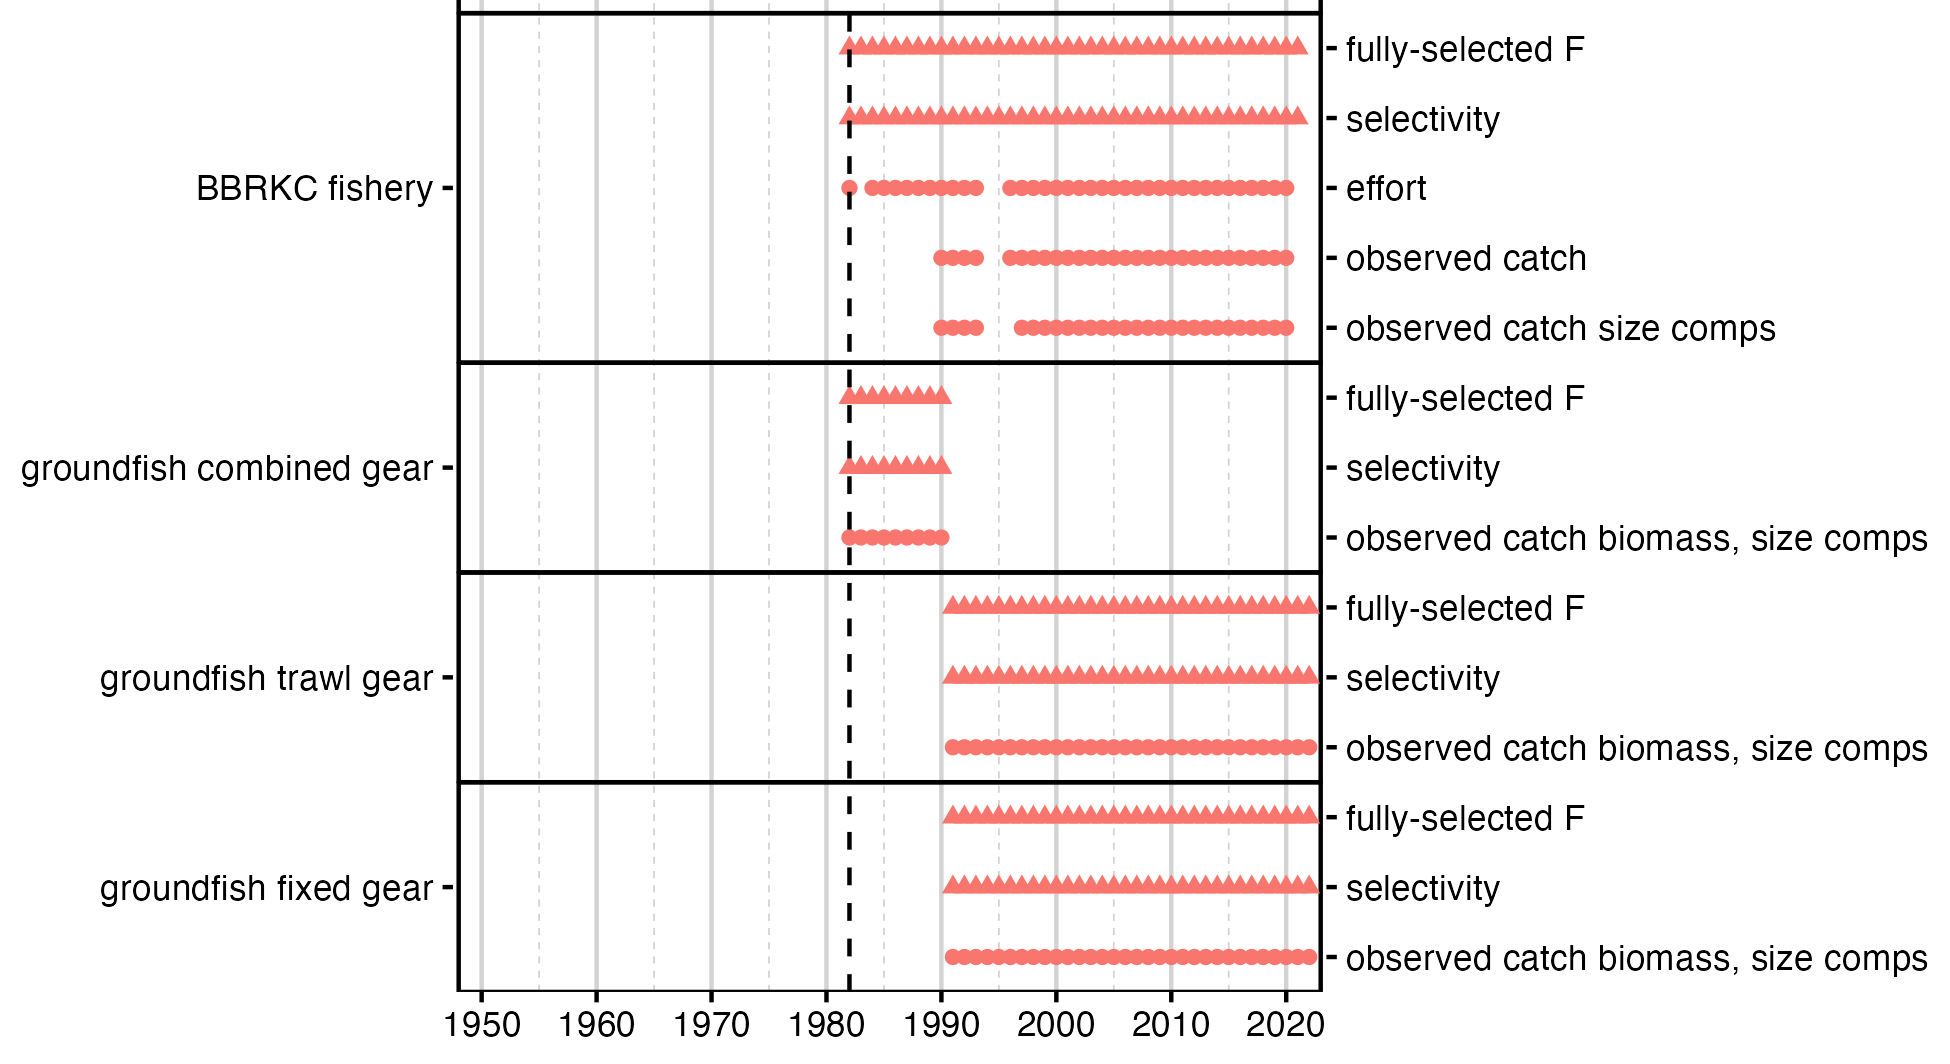 fully-selected F
selectivity
BBRKC fishery
effort
observed catch
observed catch size comps
fully-selected F
groundfish combined gear
selectivity
observed catch biomass, size comps
fully-selected F
groundfish trawl gear
selectivity
observed catch biomass, size comps
fully-selected F
groundfish fixed gear
selectivity
observed catch biomass, size comps
1950 1960 1970 1980 1990 2000 2010 2020